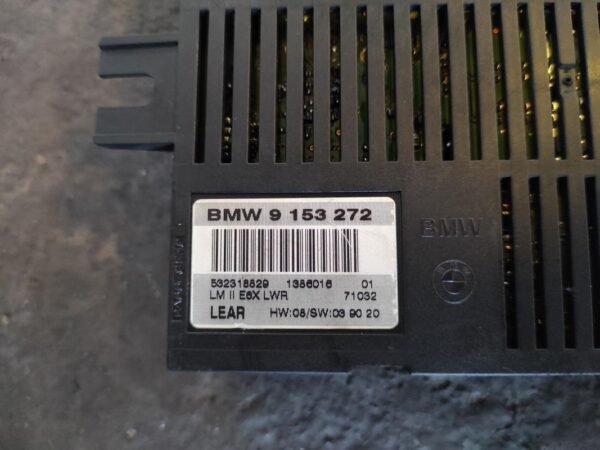 BMW 9 153 272
532318829 1386016 01
LM II E6X LWR 71032
LEAR HW:08/SW:03 90 20
BMW